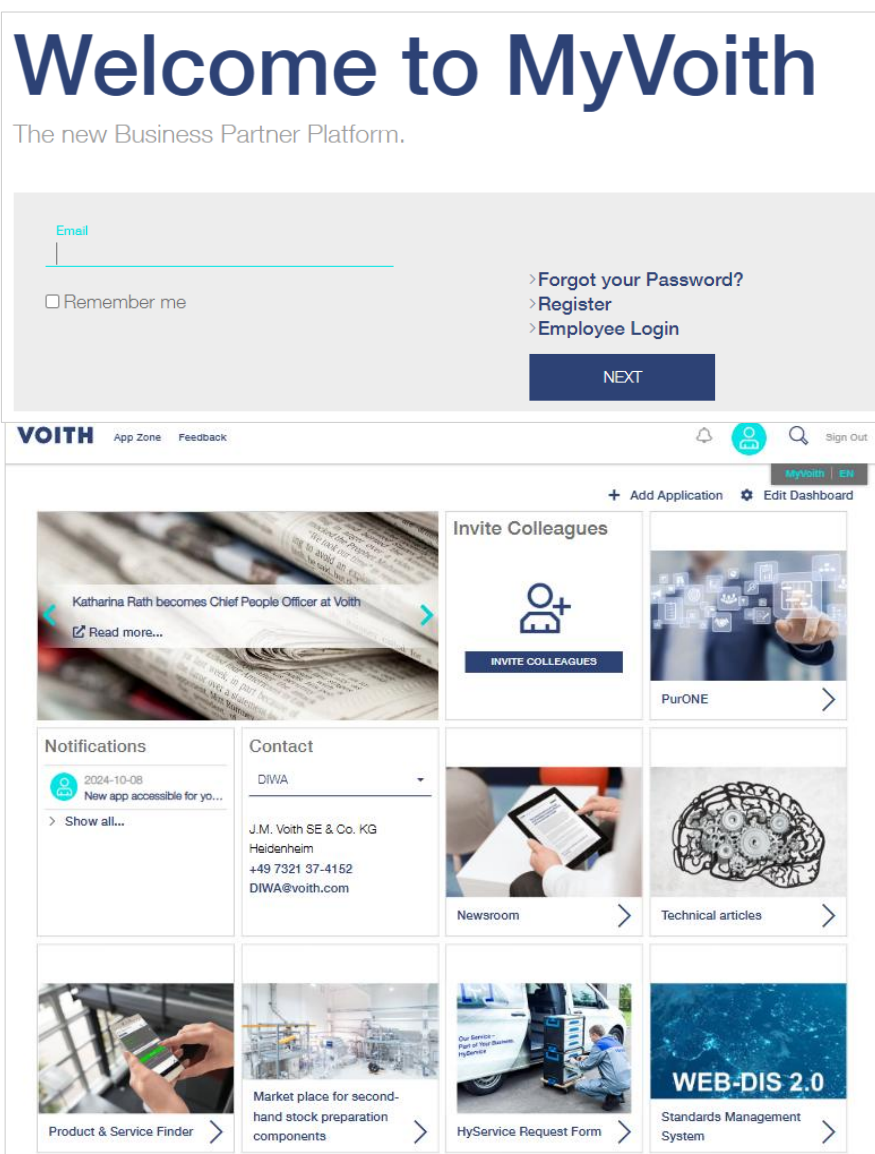 Welcome to MyVoith
The new Business Partner Platform.
Email
Remember me
Forgot your Password?
Register
Employee Login
NEXT
VOITH App Zone Feedback Sign Out
MyVoith | EN
Add Application Edit Dashboard
Katharina Rath becomes Chief People Officer at Voith
Read more...
Invite Colleagues
INVITE COLLEAGUES
PurONE
Notifications
2024-10-08
New app accessible for yo...
Show all...
Contact
DIWA
J.M. Voith SE & Co. KG
Heidenheim
+49 7321 37-4152
DIWA@voith.com
Newsroom
Technical articles
Product & Service Finder
Market place for second-
hand stock preparation
components
Our Service –
Part of Your Business.
HyService
HyService Request Form
WEB-DIS 2.0
Standards Management
System